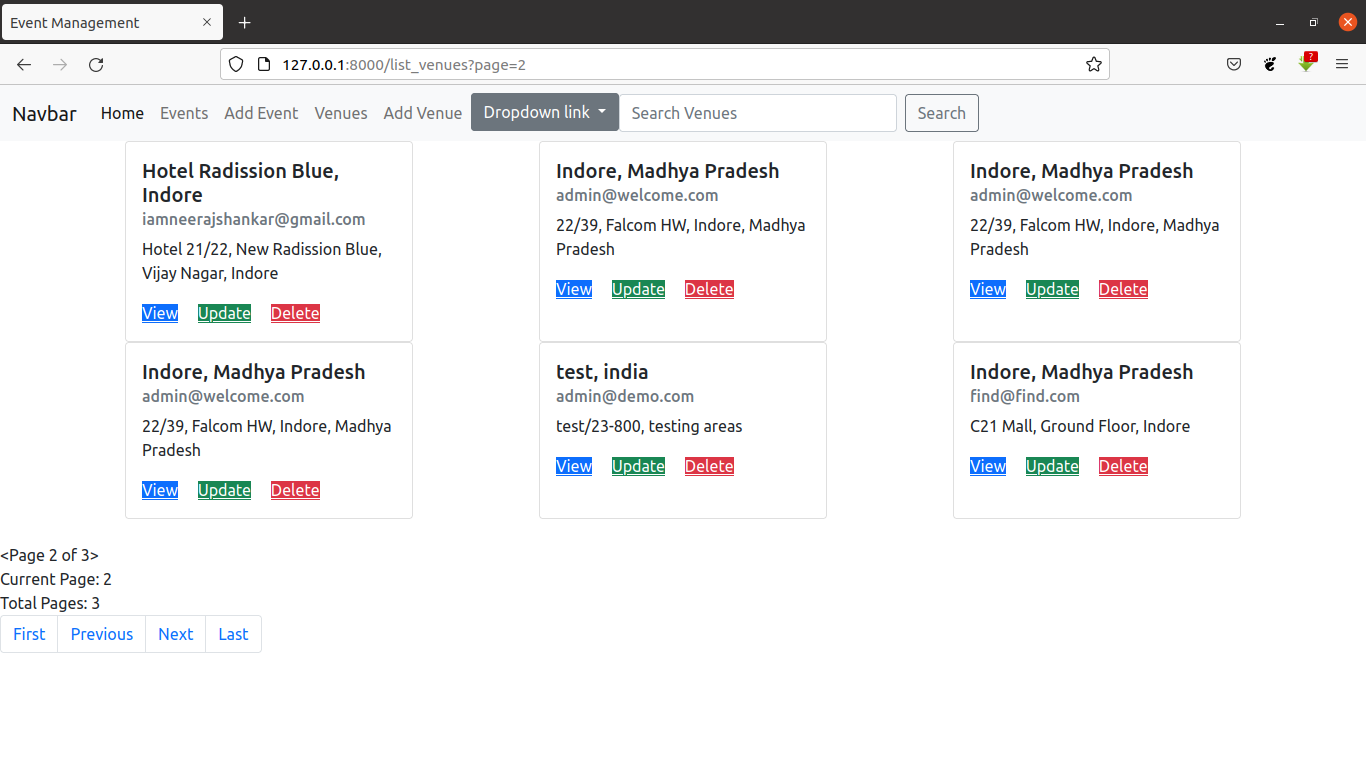 Event Management
127.0.0.1:8000/list_venues?page=2
?
Navbar Home Events Add Event Venues Add Venue Dropdown link Search Venues Search
Hotel Radission Blue,
Indore
iamneerajshankar@gmail.com
Hotel 21/22, New Radission Blue,
Vijay Nagar, Indore
View Update Delete
Indore, Madhya Pradesh
admin@welcome.com
22/39, Falcom HW, Indore, Madhya
Pradesh
View Update Delete
Indore, Madhya Pradesh
admin@welcome.com
22/39, Falcom HW, Indore, Madhya
Pradesh
View Update Delete
Indore, Madhya Pradesh
admin@welcome.com
22/39, Falcom HW, Indore, Madhya
Pradesh
View Update Delete
test, india
admin@demo.com
test/23-800, testing areas
View Update Delete
Indore, Madhya Pradesh
find@find.com
C21 Mall, Ground Floor, Indore
View Update Delete
<Page 2 of 3>
Current Page: 2
Total Pages: 3
First Previous Next Last